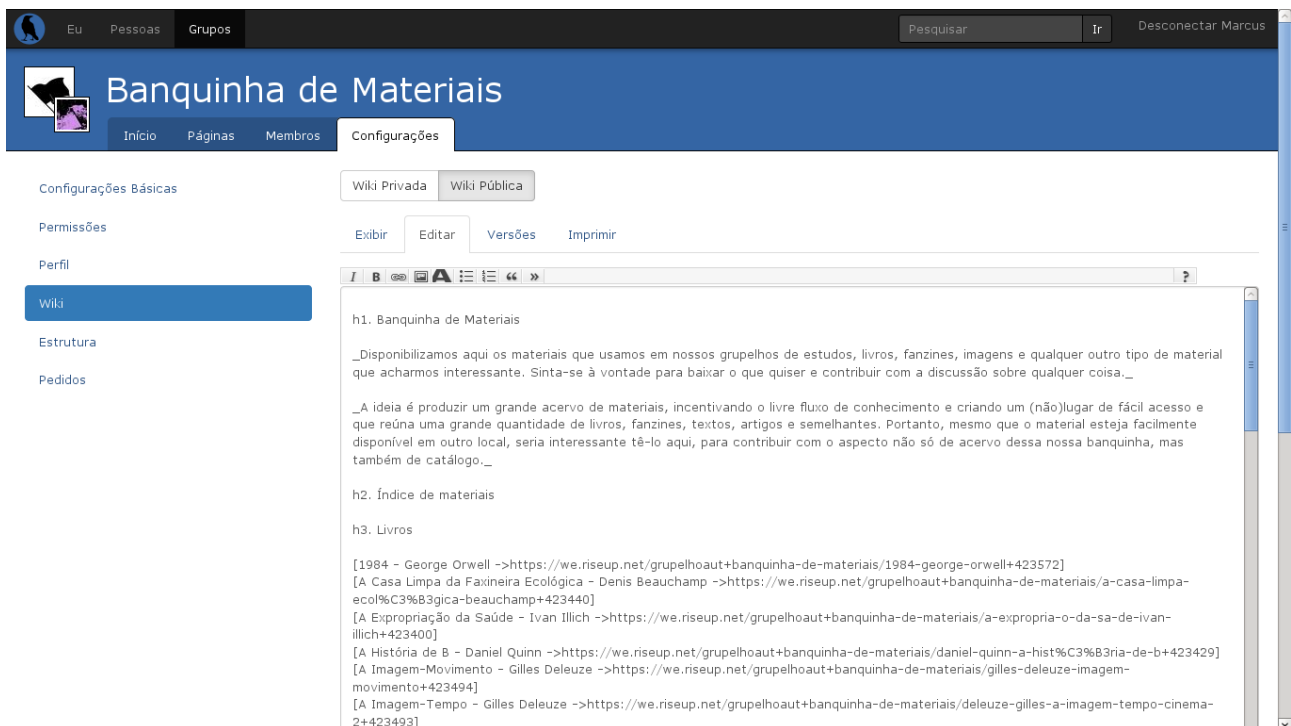 Eu Pessoas Grupos Pesquisar Ir Desconectar Marcus
Banquinha de Materiais
Início Páginas Membros Configurações
Configurações Básicas
Permissões
Perfil
Wiki
Estrutura
Pedidos
Wiki Privada Wiki Pública
Exibir Editar Versões Imprimir
I B A “ » ?
h1. Banquinha de Materiais
_Disponibilizamos aqui os materiais que usamos em nossos grupelhos de estudos, livros, fanzines, imagens e qualquer outro tipo de material
que acharmos interessante. Sinta-se à vontade para baixar o que quiser e contribuir com a discussão sobre qualquer coisa._
_A ideia é produzir um grande acervo de materiais, incentivando o livre fluxo de conhecimento e criando um (não)lugar de fácil acesso e
que reúna uma grande quantidade de livros, fanzines, textos, artigos e semelhantes. Portanto, mesmo que o material esteja facilmente
disponível em outro local, seria interessante tê-lo aqui, para contribuir com o aspecto não só de acervo dessa nossa banquinha, mas
também de catálogo._
h2. Índice de materiais
h3. Livros
[1984 - George Orwell ->https://we.riseup.net/grupelhoaut+banquinha-de-materiais/1984-george-orwell+423572]
[A Casa Limpa da Faxineira Ecológica - Denis Beauchamp ->https://we.riseup.net/grupelhoaut+banquinha-de-materiais/a-casa-limpa-
ecol%C3%B3gica-beauchamp+423440]
[A Expropriação da Saúde - Ivan Illich ->https://we.riseup.net/grupelhoaut+banquinha-de-materiais/a-expropria-o-da-sa-de-ivan-
illich+423400]
[A História de B - Daniel Quinn ->https://we.riseup.net/grupelhoaut+banquinha-de-materiais/daniel-quinn-a-hist%C3%B3ria-de-b+423429]
[A Imagem-Movimento - Gilles Deleuze ->https://we.riseup.net/grupelhoaut+banquinha-de-materiais/gilles-deleuze-imagem-
movimento+423494]
[A Imagem-Tempo - Gilles Deleuze ->https://we.riseup.net/grupelhoaut+banquinha-de-materiais/deleuze-gilles-a-imagem-tempo-cinema-
2+423493]